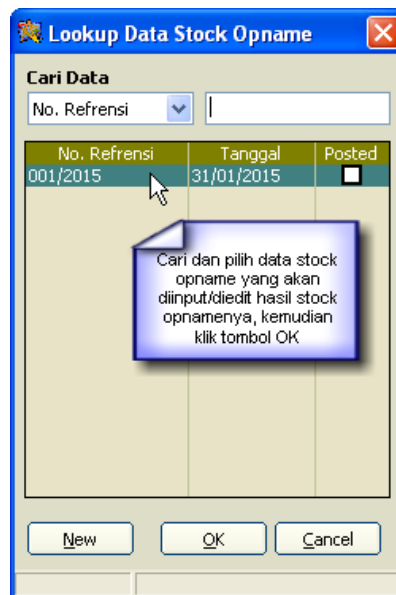 Lookup Data Stock Opname
Cari Data
No. Refrensi
No. Refrensi Tanggal Posted
001/2015 31/01/2015
Cari dan pilih data stock
opname yang akan
diinput/diedit hasil stock
opnamenya, kemudian
klik tombol OK
New OK Cancel